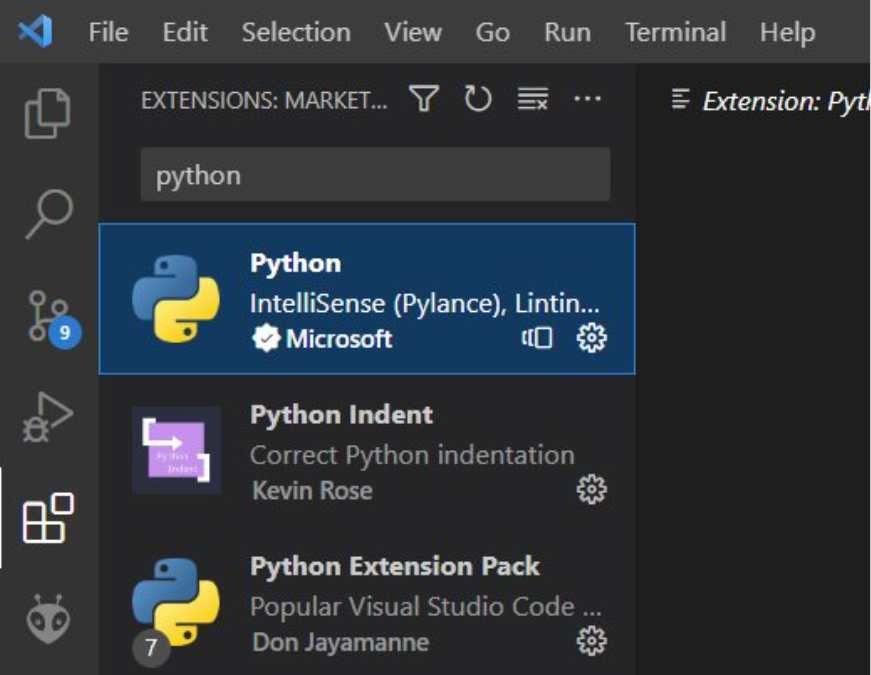 File Edit Selection View Go Run Terminal Help
EXTENSIONS: MARKET...
Extension: Pyth
python
Python
IntelliSense (Pylance), Lintin...
Microsoft
9
Python Indent
Correct Python indentation
Kevin Rose
Python
Indent
Python Extension Pack
Popular Visual Studio Code ...
Don Jayamanne
7